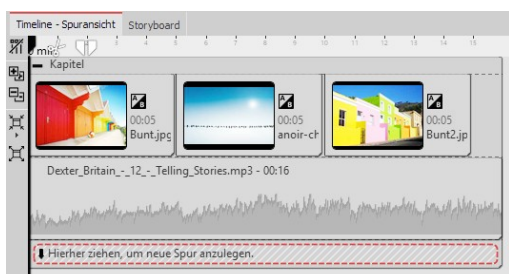 Timeline - Spuransicht Storyboard
min
Kapitel
00:05 00:05 00:05
Bunt.jpg anoir-ch Bunt2.jp
Dexter_Britain_-_12_-_Telling_Stories.mp3 - 00:16
Hierher ziehen, um neue Spur anzulegen.